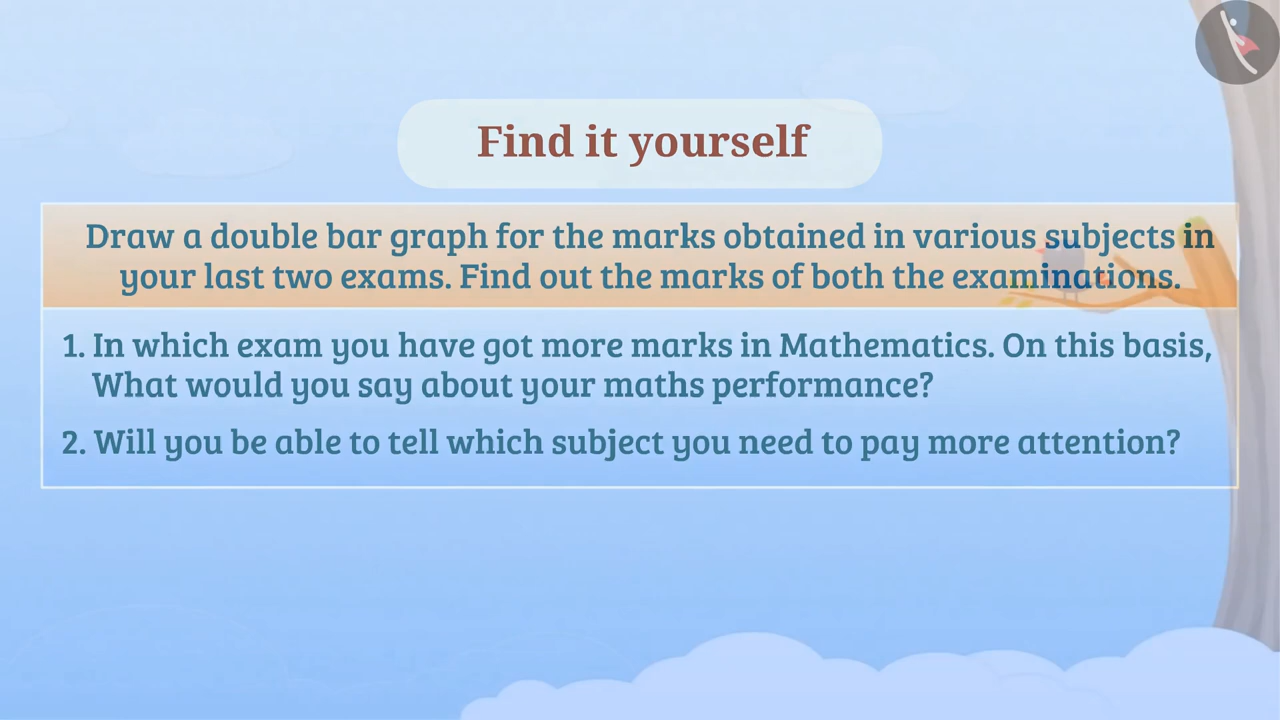 Find it yourself
Draw a double bar graph for the marks obtained in various subjects in
your last two exams. Find out the marks of both the examinations.
1. In which exam you have got more marks in Mathematics. On this basis,
What would you say about your maths performance?
2. Will you be able to tell which subject you need to pay more attention?